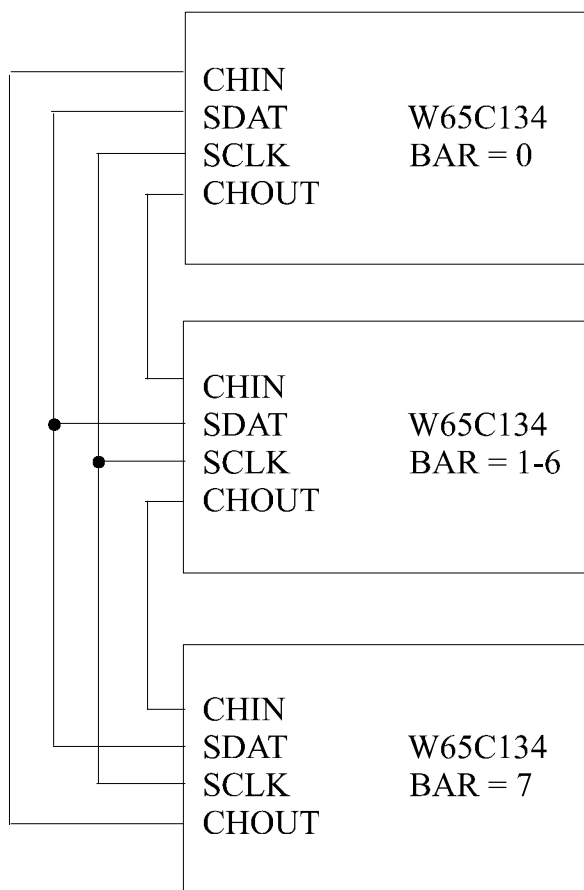 CHIN
SDAT W65C134
SCLK BAR = 0
CHOUT
CHIN
SDAT W65C134
SCLK BAR = 1-6
CHOUT
CHIN
SDAT W65C134
SCLK BAR = 7
CHOUT